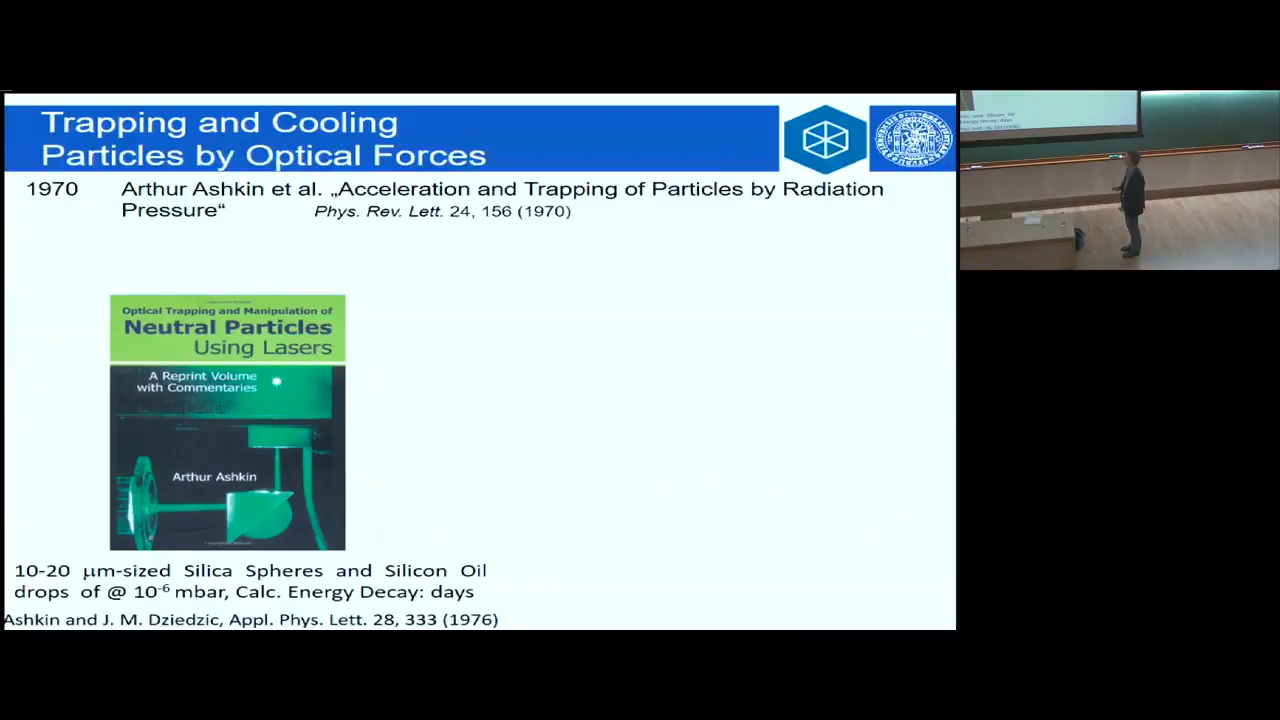 Trapping and Cooling
Particles by Optical Forces
1970 Arthur Ashkin et al. „Acceleration and Trapping of Particles by Radiation
Pressure“ Phys. Rev. Lett. 24, 156 (1970)
Optical Trapping and Manipulation of
Neutral Particles
Using Lasers
A Reprint Volume
with Commentaries
Arthur Ashkin
10-20 μm-sized Silica Spheres and Silicon Oil
drops of @ 10⁻⁶ mbar, Calc. Energy Decay: days
Ashkin and J. M. Dziedzic, Appl. Phys. Lett. 28, 333 (1976)